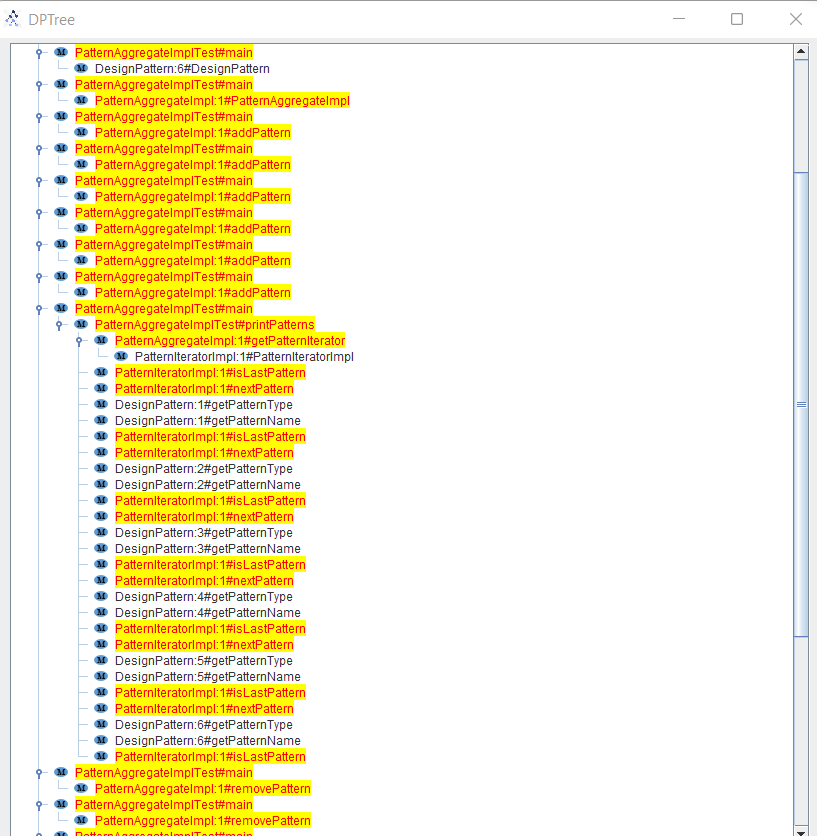 DPTree
M PatternAggregateImplTest#main
M DesignPattern:6#DesignPattern
M PatternAggregateImplTest#main
M PatternAggregateImpl:1#PatternAggregateImpl
M PatternAggregateImplTest#main
M PatternAggregateImpl:1#addPattern
M PatternAggregateImplTest#main
M PatternAggregateImpl:1#addPattern
M PatternAggregateImplTest#main
M PatternAggregateImpl:1#addPattern
M PatternAggregateImplTest#main
M PatternAggregateImpl:1#addPattern
M PatternAggregateImplTest#main
M PatternAggregateImpl:1#addPattern
M PatternAggregateImplTest#main
M PatternAggregateImpl:1#addPattern
M PatternAggregateImplTest#main
M PatternAggregateImplTest#printPatterns
M PatternAggregateImpl:1#getPatternIterator
M PatternIteratorImpl:1#PatternIteratorImpl
M PatternIteratorImpl:1#isLastPattern
M PatternIteratorImpl:1#nextPattern
M DesignPattern:1#getPatternType
M DesignPattern:1#getPatternName
M PatternIteratorImpl:1#isLastPattern
M PatternIteratorImpl:1#nextPattern
M DesignPattern:2#getPatternType
M DesignPattern:2#getPatternName
M PatternIteratorImpl:1#isLastPattern
M PatternIteratorImpl:1#nextPattern
M DesignPattern:3#getPatternType
M DesignPattern:3#getPatternName
M PatternIteratorImpl:1#isLastPattern
M PatternIteratorImpl:1#nextPattern
M DesignPattern:4#getPatternType
M DesignPattern:4#getPatternName
M PatternIteratorImpl:1#isLastPattern
M PatternIteratorImpl:1#nextPattern
M DesignPattern:5#getPatternType
M DesignPattern:5#getPatternName
M PatternIteratorImpl:1#isLastPattern
M PatternIteratorImpl:1#nextPattern
M DesignPattern:6#getPatternType
M DesignPattern:6#getPatternName
M PatternIteratorImpl:1#isLastPattern
M PatternAggregateImplTest#main
M PatternAggregateImpl:1#removePattern
M PatternAggregateImplTest#main
M PatternAggregateImpl:1#removePattern
M PatternAggregateImplTest#main